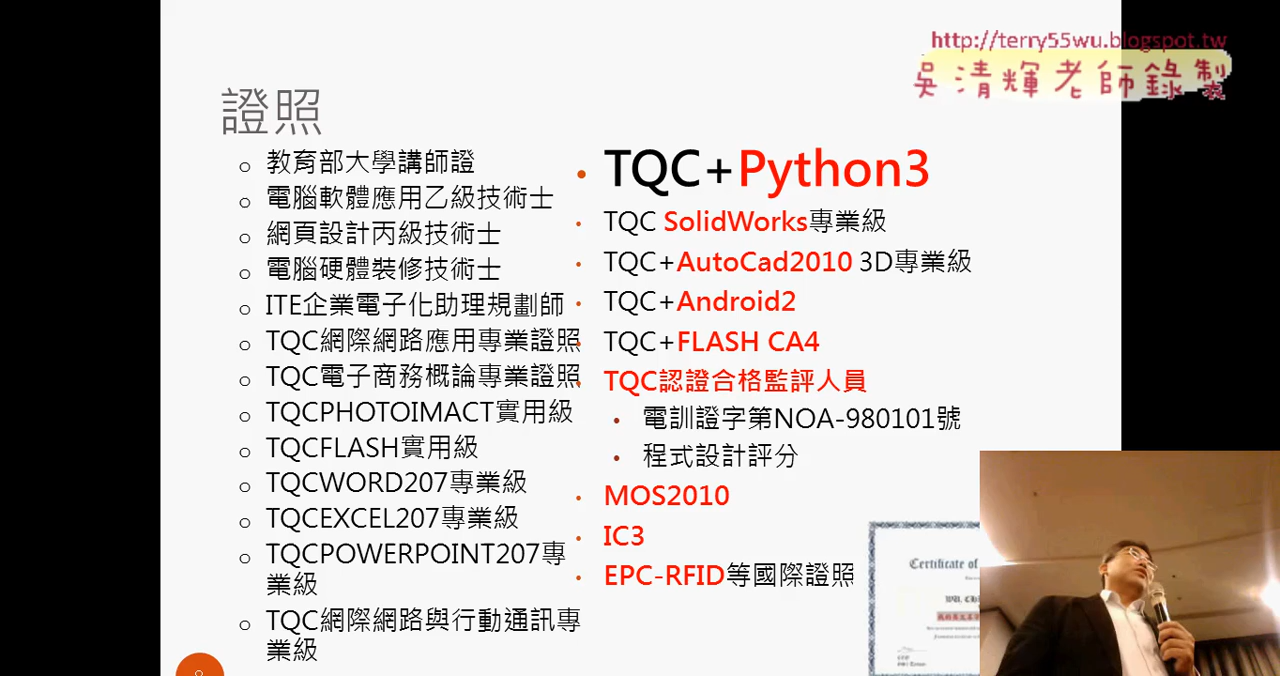 http://terry55wu.blogspot.tw
吳清輝老師錄製
證照
教育部大學講師證
電腦軟體應用乙級技術士
網頁設計丙級技術士
電腦硬體裝修技術士
ITE企業電子化助理規劃師
TQC網際網路應用專業證照
TQC電子商務概論專業證照
TQCPHOTOIMACT實用級
TQCFLASH實用級
TQCWORD207專業級
TQCEXCEL207專業級
TQCPOWERPOINT207專
業級
TQC網際網路與行動通訊專
業級
TQC+Python3
TQC SolidWorks專業級
TQC+AutoCad2010 3D專業級
TQC+Android2
TQC+FLASH CA4
TQC認證合格監評人員
電訓證字第NOA-980101號
程式設計評分
MOS2010
IC3
EPC-RFID等國際證照
Certificate of
WU, CH